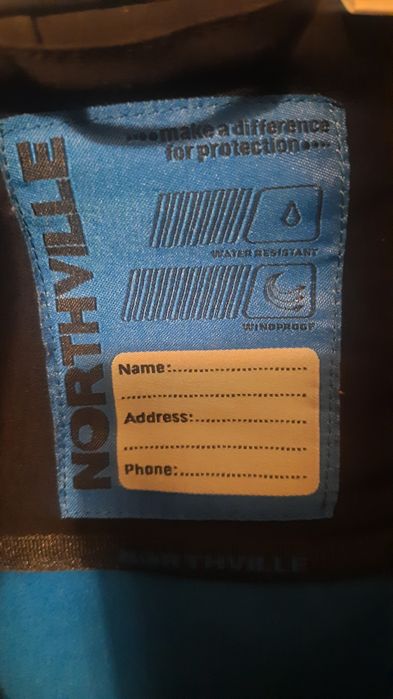 NORTHVILLE
••••make a difference
for protection••••
WATER RESISTANT
WINDPROOF
Name:
Address:
Phone:
NORTHVILLE